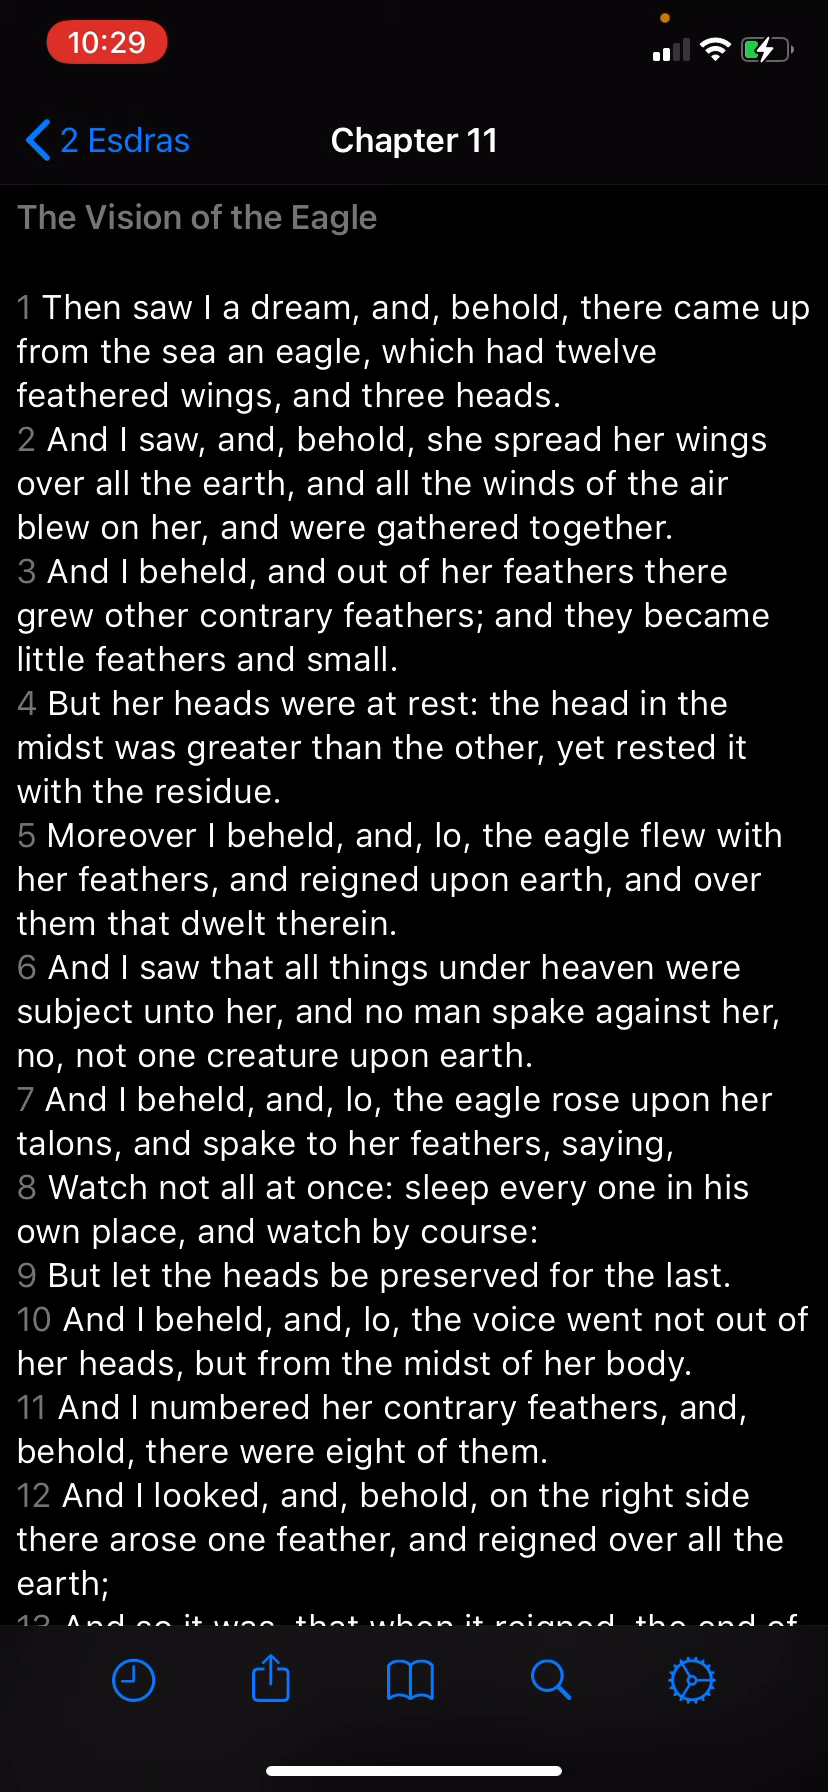 10:29
2 Esdras
Chapter 11
The Vision of the Eagle
1 Then saw I a dream, and, behold, there came up
from the sea an eagle, which had twelve
feathered wings, and three heads.
2 And I saw, and, behold, she spread her wings
over all the earth, and all the winds of the air
blew on her, and were gathered together.
3 And I beheld, and out of her feathers there
grew other contrary feathers; and they became
little feathers and small.
4 But her heads were at rest: the head in the
midst was greater than the other, yet rested it
with the residue.
5 Moreover I beheld, and, lo, the eagle flew with
her feathers, and reigned upon earth, and over
them that dwelt therein.
6 And I saw that all things under heaven were
subject unto her, and no man spake against her,
no, not one creature upon earth.
7 And I beheld, and, lo, the eagle rose upon her
talons, and spake to her feathers, saying,
8 Watch not all at once: sleep every one in his
own place, and watch by course:
9 But let the heads be preserved for the last.
10 And I beheld, and, lo, the voice went not out of
her heads, but from the midst of her body.
11 And I numbered her contrary feathers, and,
behold, there were eight of them.
12 And I looked, and, behold, on the right side
there arose one feather, and reigned over all the
earth;
13 And so it was, that when it reigned, the end of